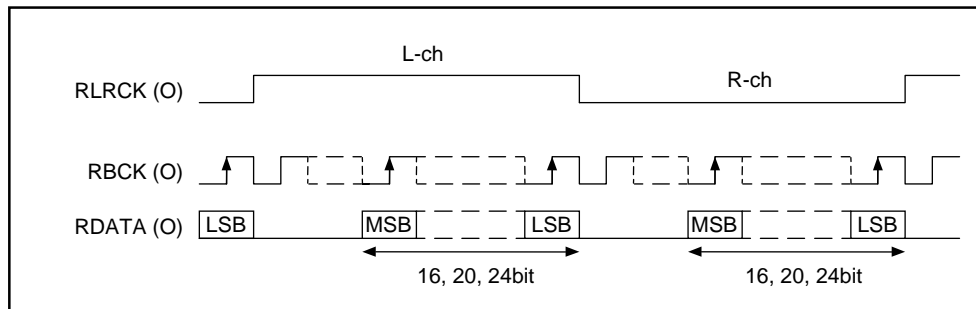 L-ch
RLRCK (O)
R-ch
RBCK (O)
RDATA (O)
LSB
MSB
LSB
MSB
LSB
16, 20, 24bit
16, 20, 24bit